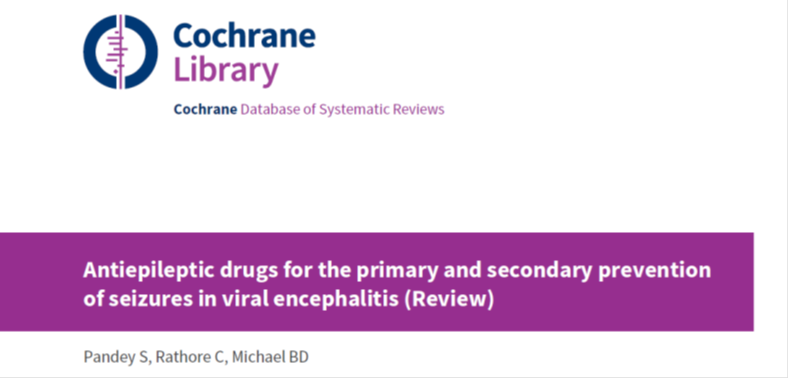 Cochrane
Library
Cochrane Database of Systematic Reviews
Antiepileptic drugs for the primary and secondary prevention
of seizures in viral encephalitis (Review)
Pandey S, Rathore C, Michael BD